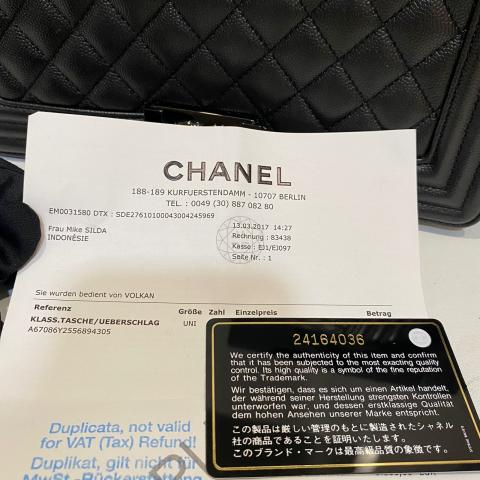 CHANEL
188-189 KURFUERSTENDAMM - 10707 BERLIN
TEL. : 0049 (30) 887 082 80
EM0031580 DTX : SDE27610100043004245969
13.03.2017 14:27
Frau Mike SILDA
Rechnung : 83438
INDONÉSIE
Kasse : EJ1/EJ097
Seite Nr. : 1
Sie wurden bedient von VOLKAN
Referenz Größe Zahl Einzelpreis Betrag
KLASS.TASCHE/UEBERSCHLAG UNI
A67086Y2556894305
24164036
We certify the authenticity of this item and confirm
that it has been subjected to the most exacting quality
control. Its high quality is a symbol of the fine reputation
of the Trademark.
Wir bestätigen, dass es sich um einen Artikel handelt,
der während seiner Herstellung strengsten Kontrollen
unterworfen war, und dessen erstklassige Qualität
dem hohen Ansehen unserer Marke entspricht.
この製品は厳しい管理のもとに製造されたシャネル
社の商品であることを証明いたします。
このブランド・マークは最高級品質の象徴です。
Duplicata, not valid
for VAT (Tax) Refund!
Duplikat, gilt nicht für
MwSt.-Rückerstattung